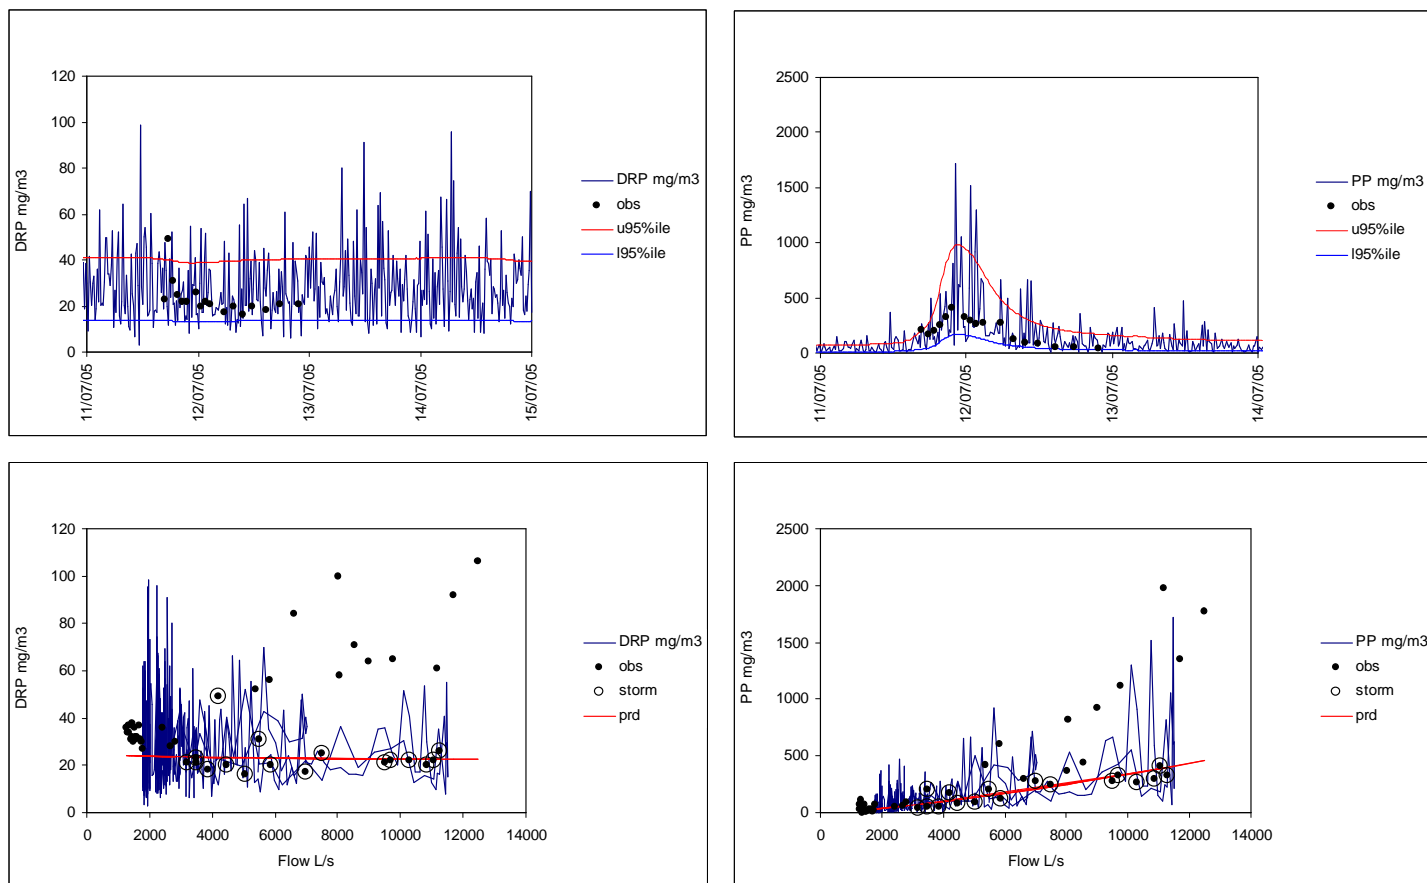 120
100
80
60
40
20
0
DRP mg/m3
11/07/05
12/07/05
13/07/05
14/07/05
15/07/05
DRP mg/m3
obs
u95%ile
l95%ile
2500
2000
1500
1000
500
0
PP mg/m3
11/07/05
12/07/05
13/07/05
14/07/05
PP mg/m3
obs
u95%ile
l95%ile
120
100
80
60
40
20
0
DRP mg/m3
0 2000 4000 6000 8000 10000 12000 14000
Flow L/s
DRP mg/m3
obs
storm
prd
2500
2000
1500
1000
500
0
PP mg/m3
0 2000 4000 6000 8000 10000 12000 14000
Flow L/s
PP mg/m3
obs
storm
prd